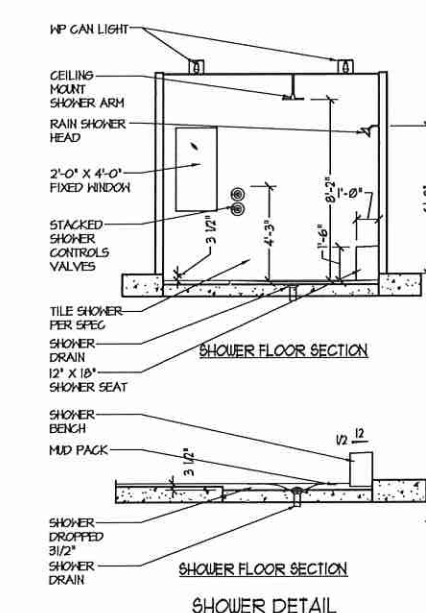 WP CAN LIGHT
CEILING
MOUNT
SHOWER ARM
RAIN SHOWER
HEAD
2'-0" X 4'-0"
FIXED WINDOW
STACKED
SHOWER
CONTROLS
VALVES
3 1/2"
4'-3"
8'-2"
1'-6"
1'-0"
TILE SHOWER
PER SPEC
SHOWER
DRAIN
12" X 18"
SHOWER SEAT
SHOWER FLOOR SECTION
SHOWER
BENCH
MUD PACK
3 1/2"
1/2
12
SHOWER
DROPPED
31/2"
SHOWER
DRAIN
SHOWER FLOOR SECTION
SHOWER DETAIL